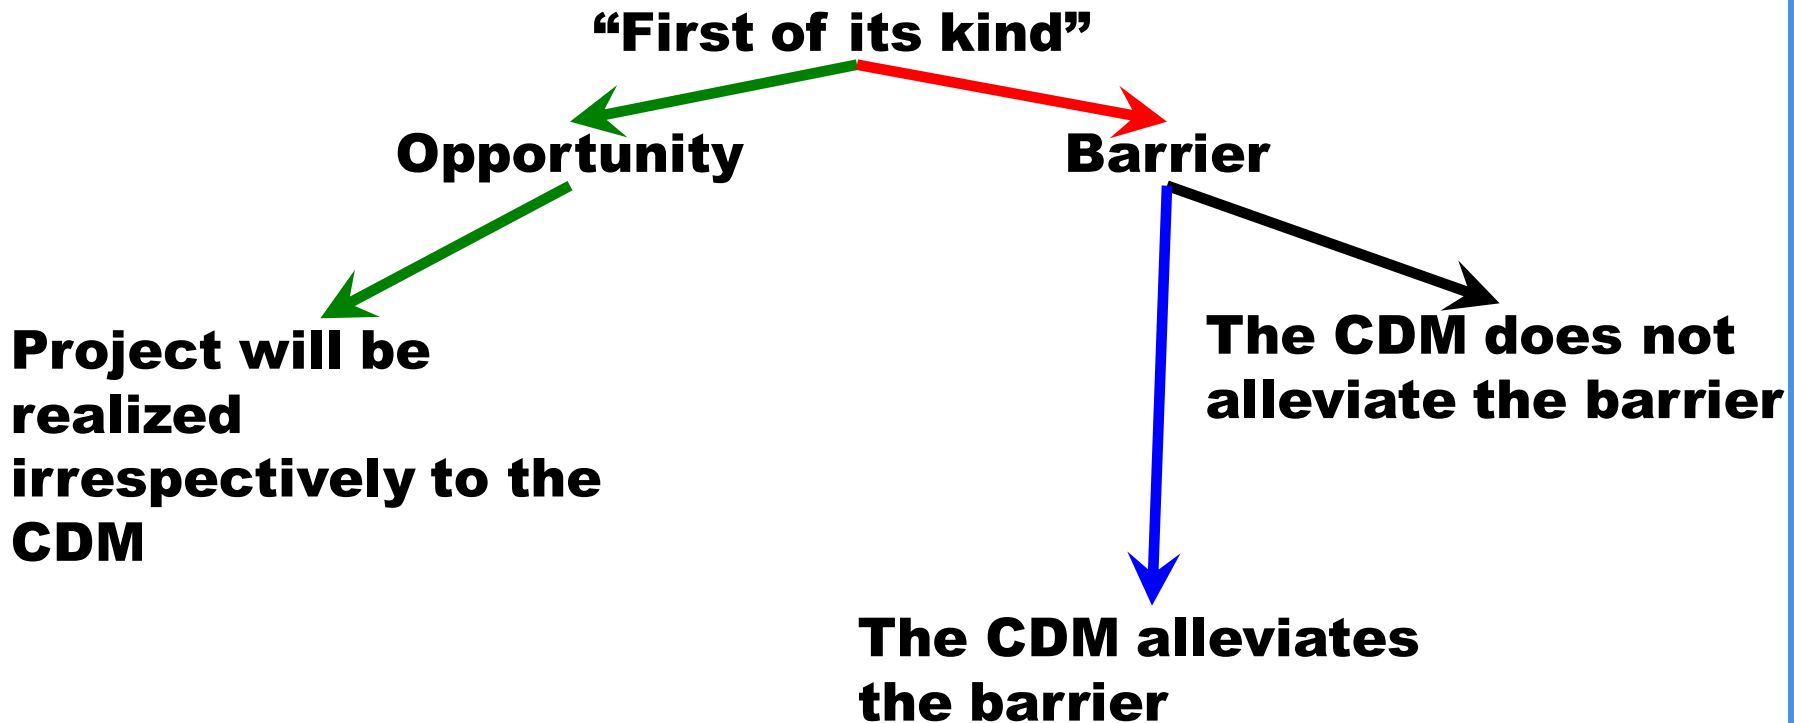 “First of its kind”
Opportunity
Barrier
Project will be
realized
irrespectively to the
CDM
The CDM does not
alleviate the barrier
The CDM alleviates
the barrier